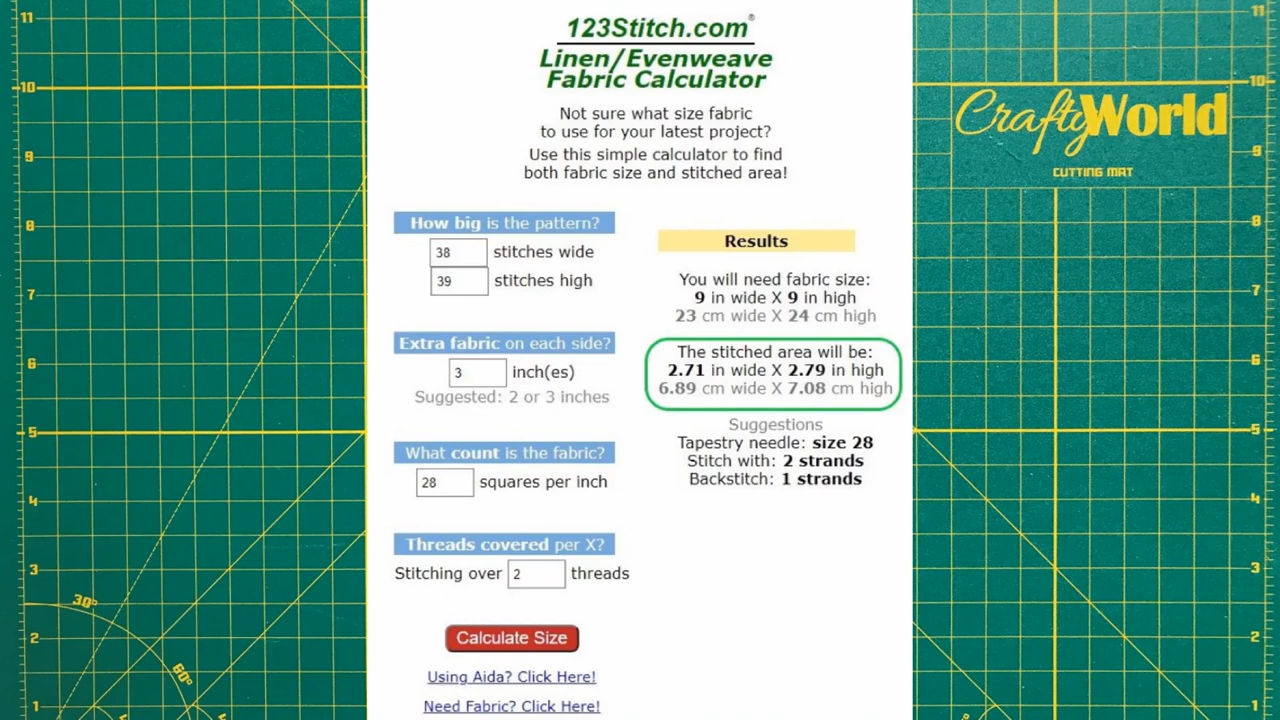 123Stitch.com®
Linen/Evenweave
Fabric Calculator
Not sure what size fabric
to use for your latest project?
Use this simple calculator to find
both fabric size and stitched area!
How big is the pattern?
38 stitches wide
39 stitches high
Extra fabric on each side?
3 inch(es)
Suggested: 2 or 3 inches
What count is the fabric?
28 squares per inch
Threads covered per X?
Stitching over 2 threads
Calculate Size
Using Aida? Click Here!
Need Fabric? Click Here!
Results
You will need fabric size:
9 in wide X 9 in high
23 cm wide X 24 cm high
The stitched area will be:
2.71 in wide X 2.79 in high
6.89 cm wide X 7.08 cm high
Suggestions
Tapestry needle: size 28
Stitch with: 2 strands
Backstitch: 1 strands
CraftyWorld
CUTTING MAT
11
10
9
8
7
6
5
4
3
2
1
30°
60°
11
10
9
8
7
6
5
4
3
2
1